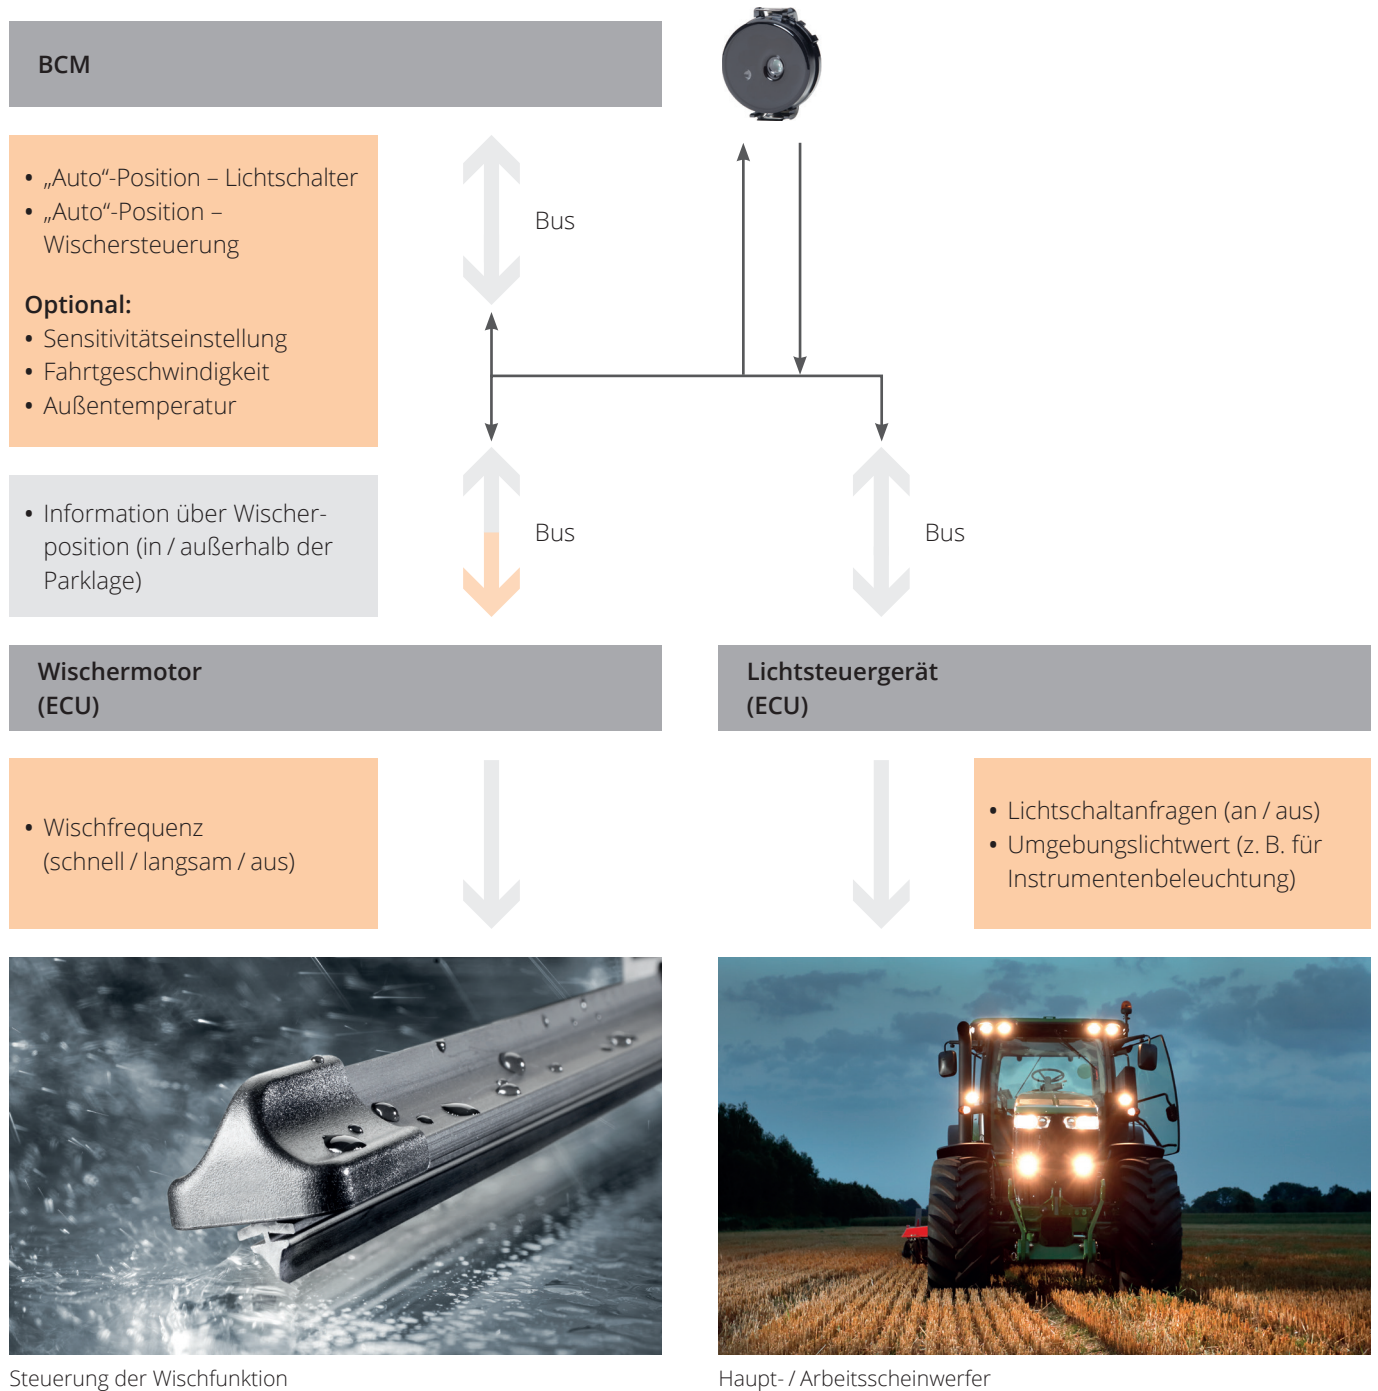 BCM
• „Auto“-Position – Lichtschalter
• „Auto“-Position –
Wischersteuerung
Optional:
• Sensitivitätseinstellung
• Fahrtgeschwindigkeit
• Außentemperatur
Bus
• Information über Wischer-
position (in / außerhalb der
Parklage)
Bus
Bus
Wischermotor
(ECU)
Lichtsteuergerät
(ECU)
• Wischfrequenz
(schnell / langsam / aus)
• Lichtschaltanfragen (an / aus)
• Umgebungslichtwert (z. B. für
Instrumentenbeleuchtung)
Steuerung der Wischfunktion
Haupt- / Arbeitsscheinwerfer